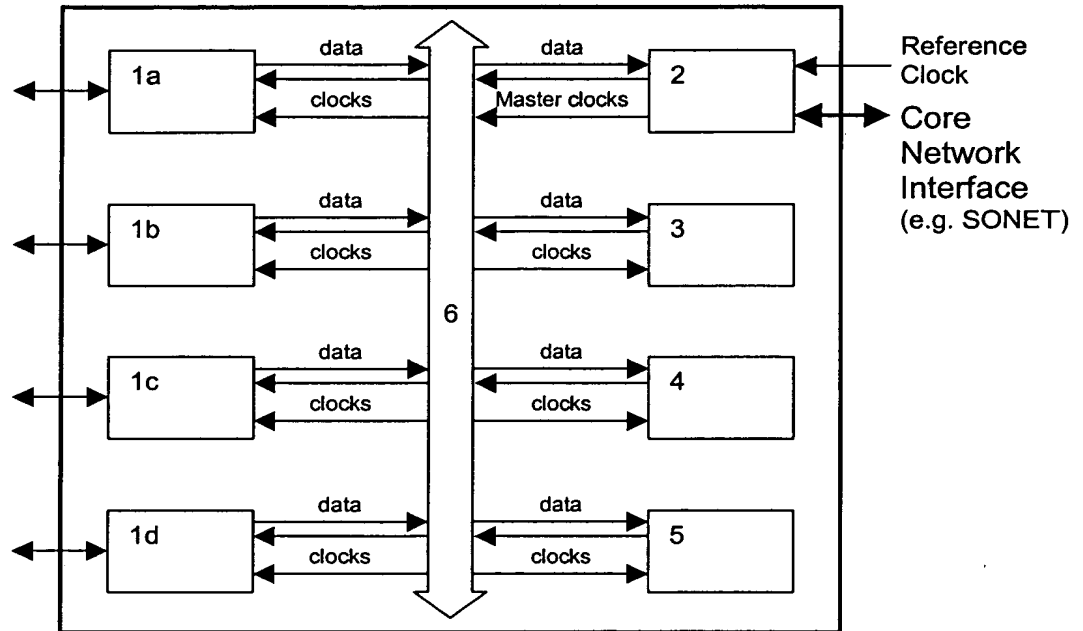 data
data
1a
2
Reference
Clock
clocks
Master clocks
Core
Network
Interface
(e.g. SONET)
data
data
1b
3
clocks
clocks
6
data
data
1c
4
clocks
clocks
data
data
1d
5
clocks
clocks